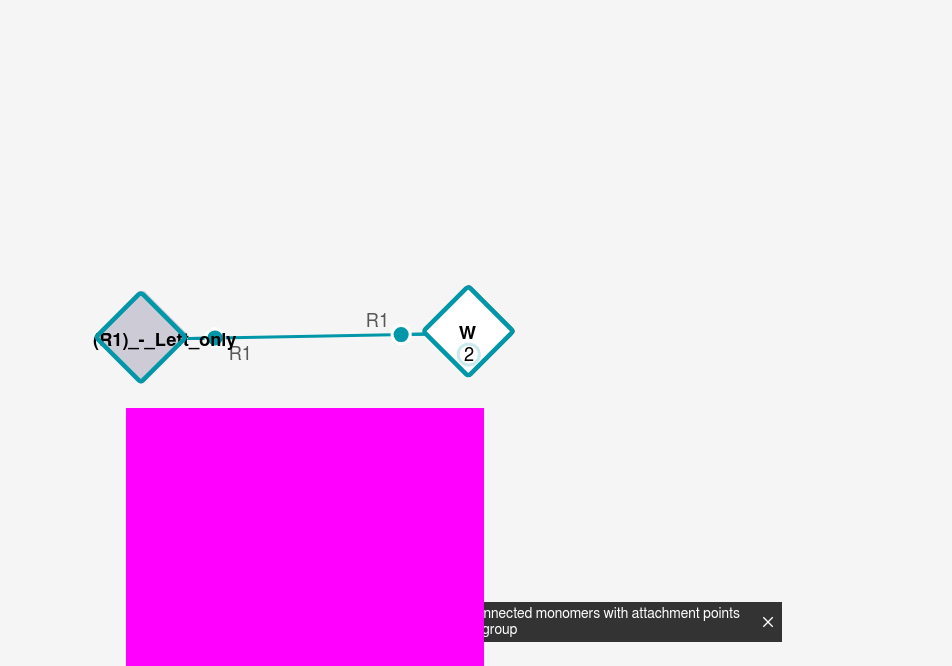 R1
W
(R1)_-_Left_only
R1
2
nnected monomers with attachment points
group